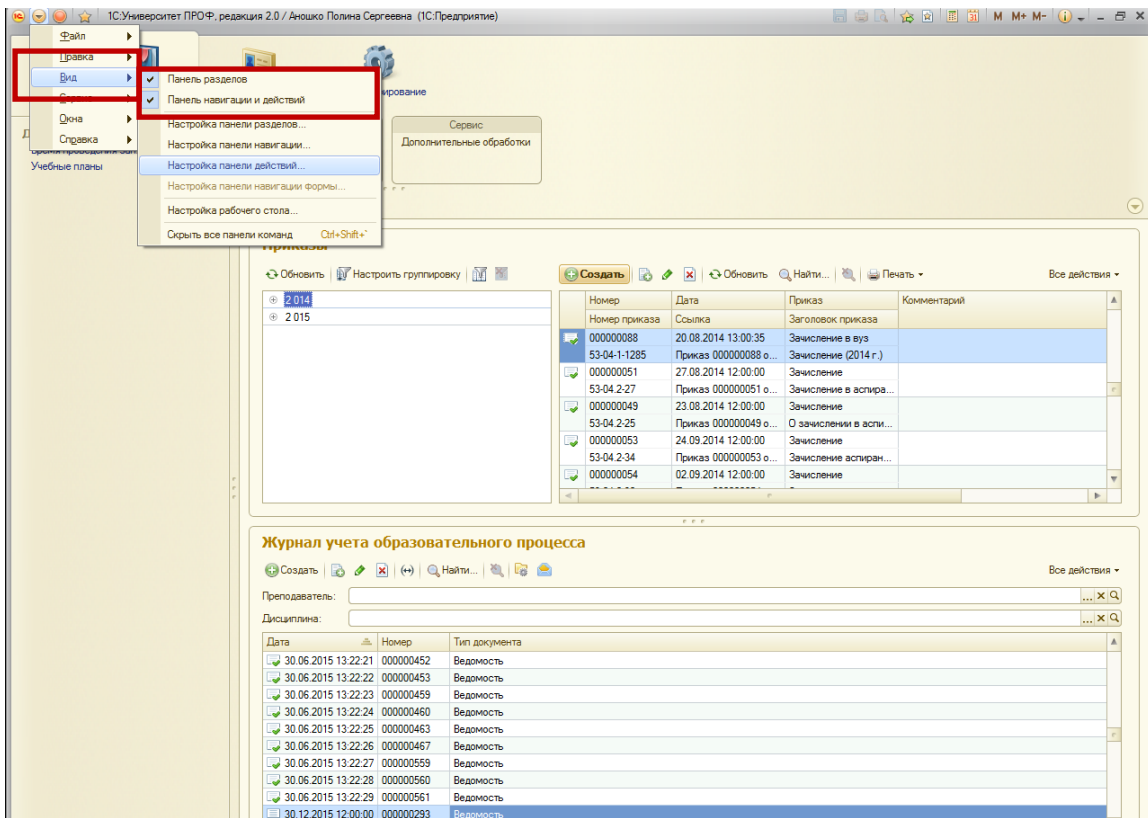 1С:Университет ПРОФ, редакция 2.0 / Аношко Полина Сергеевна (1С:Предприятие)
M M+ M-
31
Файл
Правка
Вид
Сервис
Окна
Справка
Панель разделов
Панель навигации и действий
Настройка панели разделов...
Настройка панели навигации...
Настройка панели действий...
Настройка панели навигации формы...
Настройка рабочего стола...
Скрыть все панели команд Ctrl+Shift+`
Сервис
Дополнительные обработки
Учебные планы
Приказы
Обновить Настроить группировку
Создать Обновить Найти... Печать Все действия
2 014
2 015
Номер Дата Приказ Комментарий
Номер приказа Ссылка Заголовок приказа
000000088 20.08.2014 13:00:35 Зачисление в вуз
53-04-1-1285 Приказ 000000088 о... Зачисление (2014 г.)
000000051 27.08.2014 12:00:00 Зачисление
53-04.2-27 Приказ 000000051 о... Зачисление в аспира...
000000049 23.08.2014 12:00:00 Зачисление
53-04.2-25 Приказ 000000049 о... О зачислении в аспи...
000000053 24.09.2014 12:00:00 Зачисление
53-04.2-34 Приказ 000000053 о... Зачисление аспиран...
000000054 02.09.2014 12:00:00 Зачисление
Журнал учета образовательного процесса
Создать Найти... Все действия
Преподаватель:
Дисциплина:
Дата Номер Тип документа
30.06.2015 13:22:21 000000452 Ведомость
30.06.2015 13:22:22 000000453 Ведомость
30.06.2015 13:22:23 000000459 Ведомость
30.06.2015 13:22:24 000000460 Ведомость
30.06.2015 13:22:25 000000463 Ведомость
30.06.2015 13:22:26 000000467 Ведомость
30.06.2015 13:22:27 000000559 Ведомость
30.06.2015 13:22:28 000000560 Ведомость
30.06.2015 13:22:29 000000561 Ведомость
30.12.2015 12:00:00 000000293 Ведомость